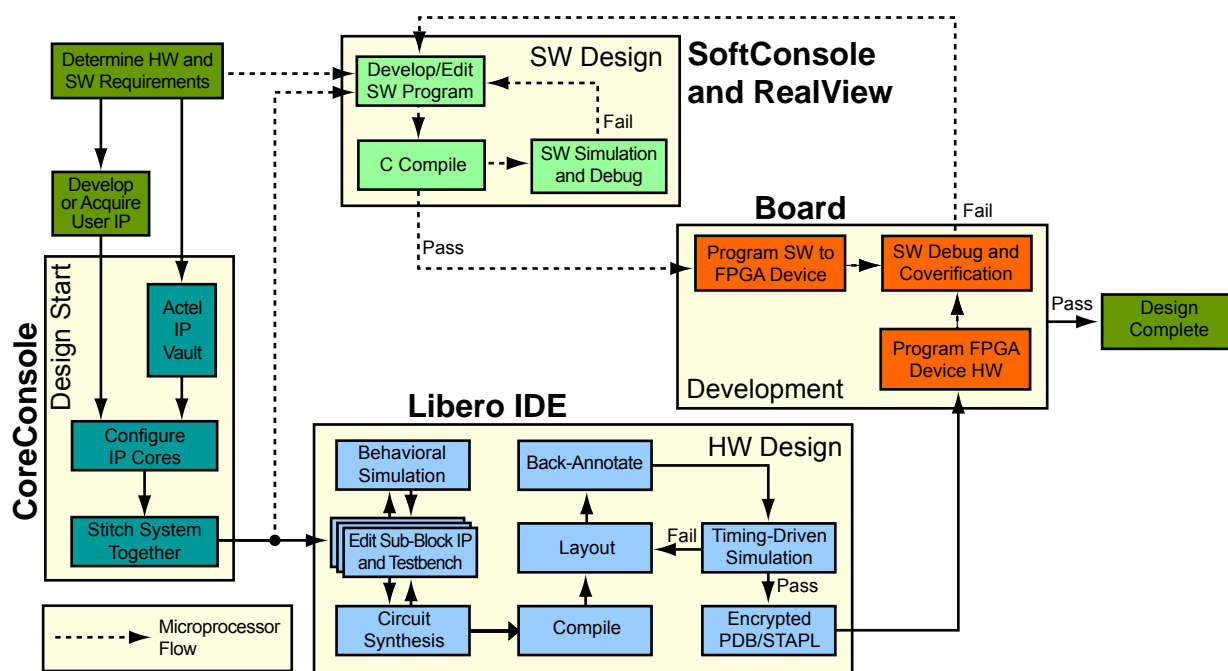 Determine HW and
SW Requirements
SW Design
SoftConsole
and RealView
Develop/Edit
SW Program
Fail
C Compile
SW Simulation
and Debug
Develop
or Acquire
User IP
Pass
Board
Fail
Program SW to
FPGA Device
SW Debug and
Coverification
Program FPGA
Device HW
Development
Pass
Design
Complete
CoreConsole
Design Start
Actel
IP
Vault
Configure
IP Cores
Stitch System
Together
Libero IDE
HW Design
Behavioral
Simulation
Back-Annotate
Edit Sub-Block IP
and Testbench
Layout
Fail
Timing-Driven
Simulation
Pass
Circuit
Synthesis
Compile
Encrypted
PDB/STAPL
Microprocessor
Flow